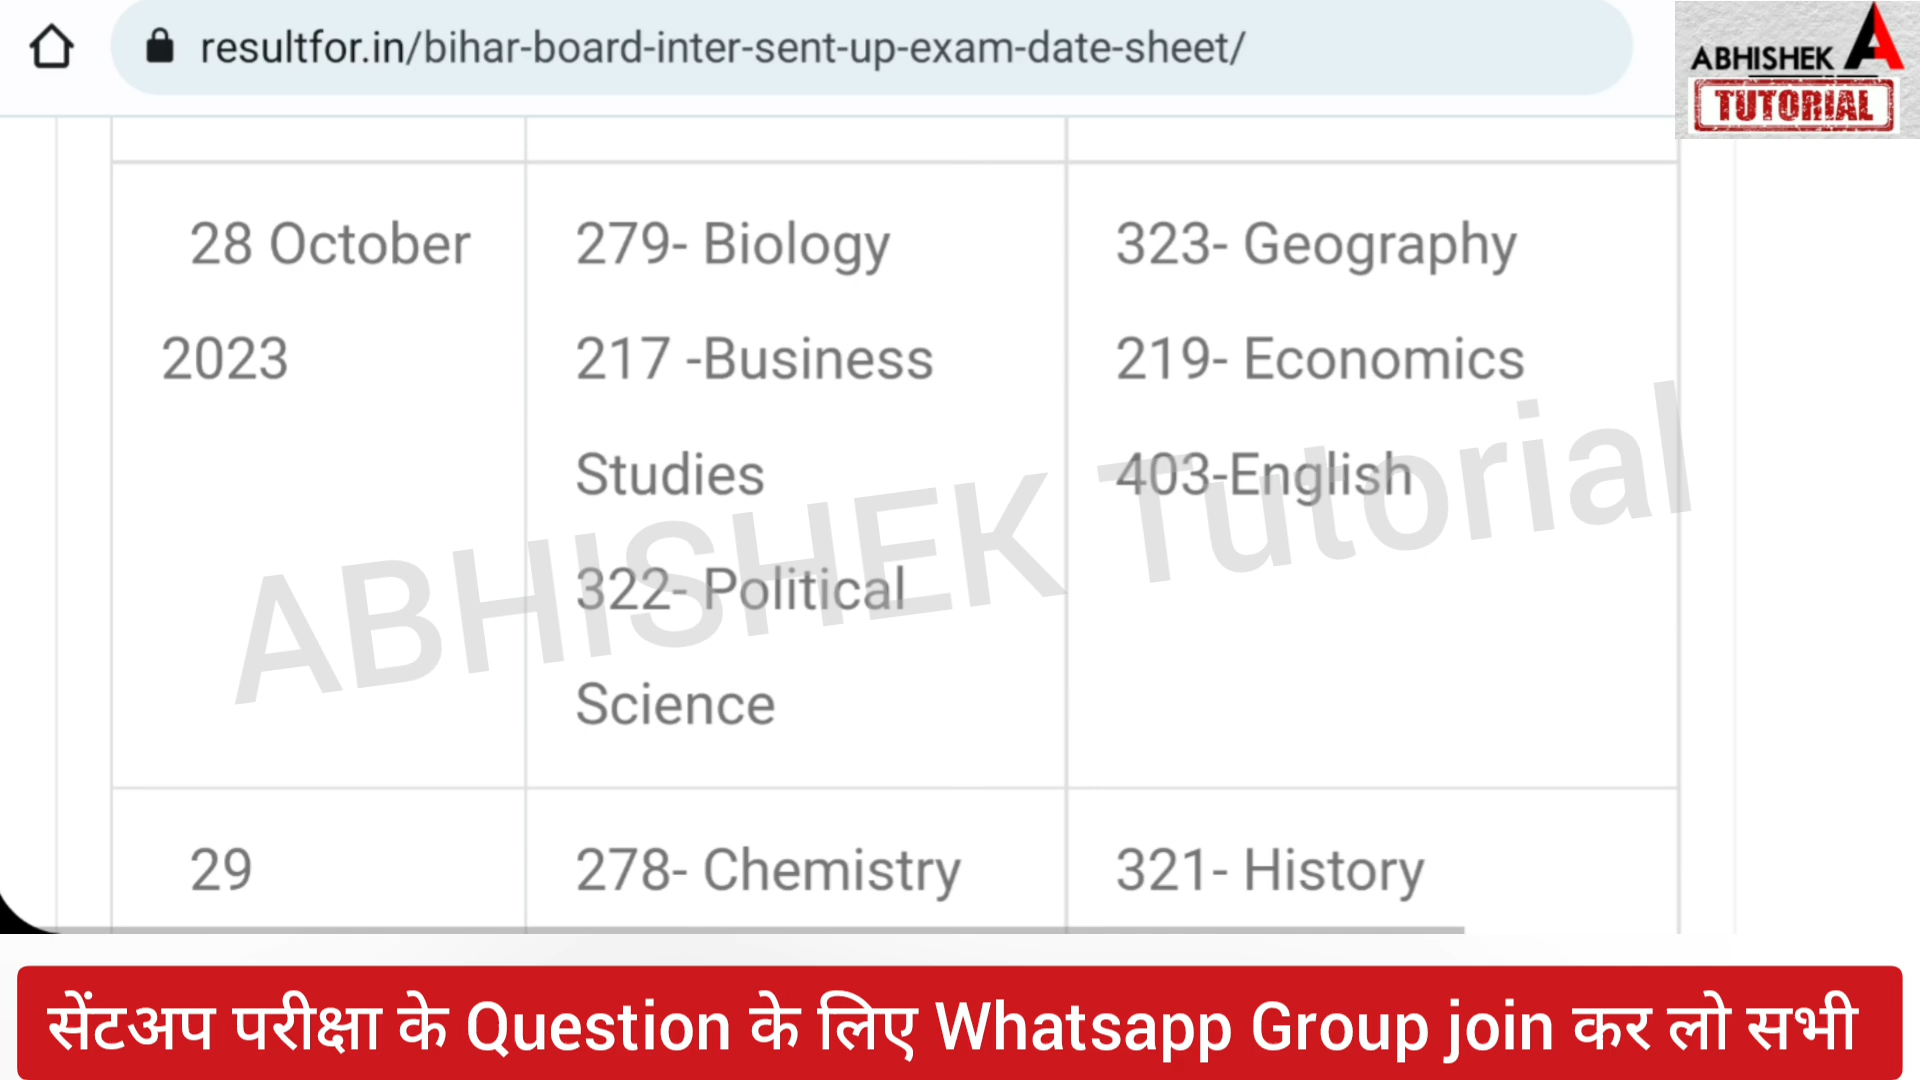 resultfor.in/bihar-board-inter-sent-up-exam-date-sheet/
ABHISHEK A
TUTORIAL
28 October
2023
279- Biology
217 -Business
Studies
322- Political
Science
323- Geography
219- Economics
403-English
ABHISHEK Tutorial
29
278- Chemistry
321- History
सेंटअप परीक्षा के Question के लिए Whatsapp Group join कर लो सभी